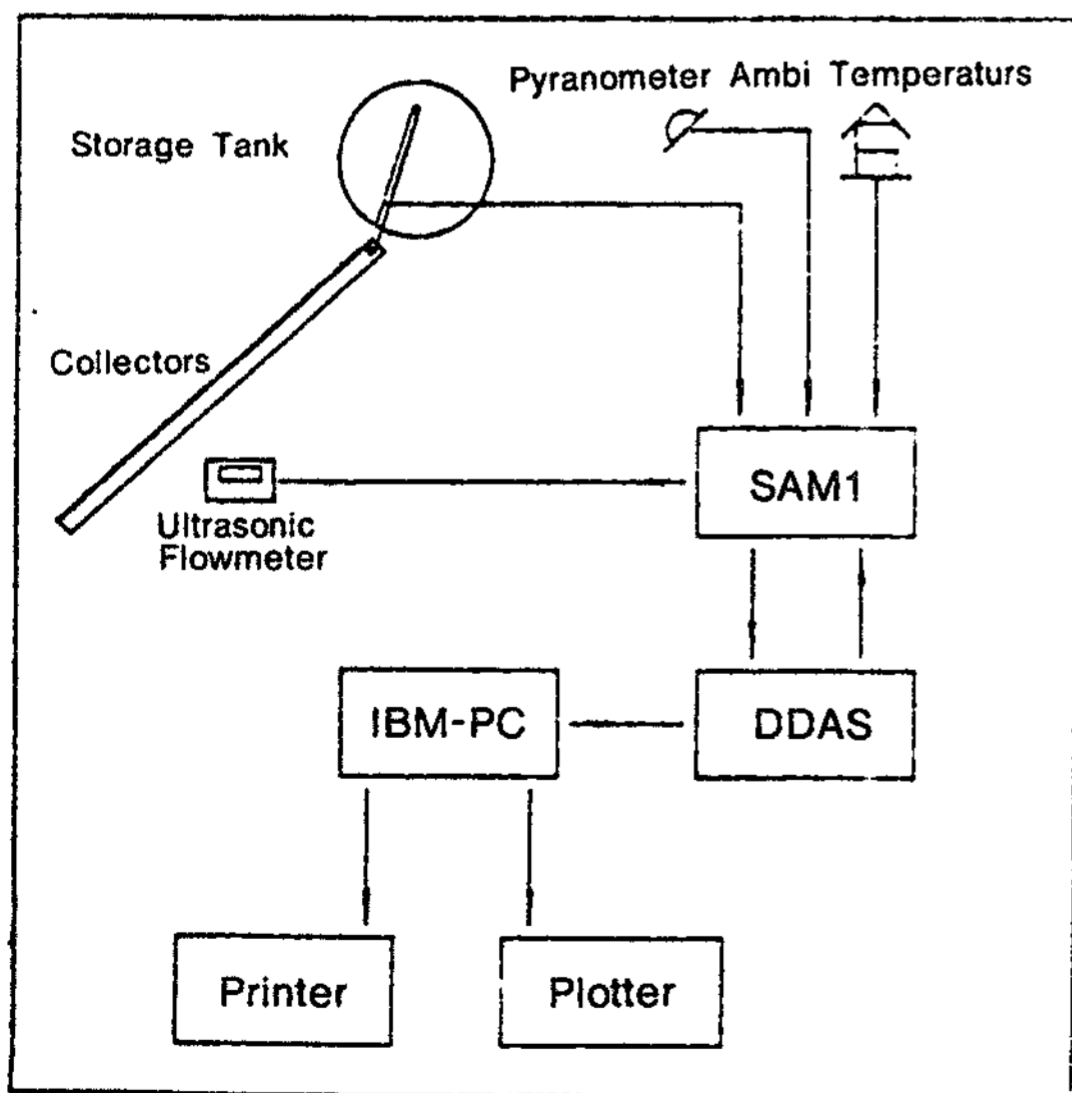 Pyranometer Ambi Temperaturs
Storage Tank
Collectors
SAM1
Ultrasonic
Flowmeter
IBM-PC
DDAS
Printer
Plotter